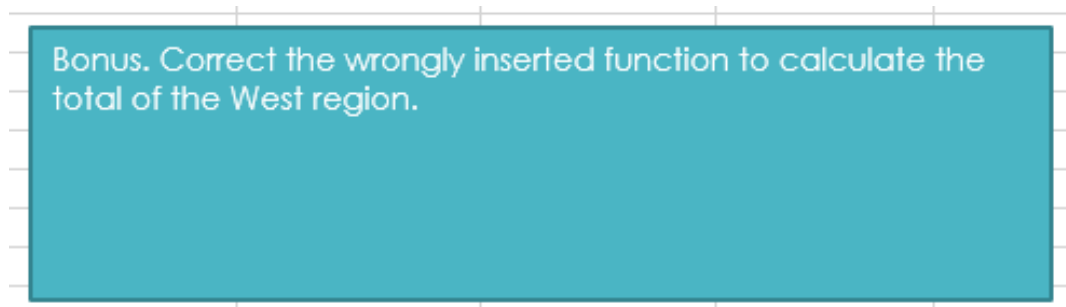 Bonus. Correct the wrongly inserted function to calculate the
total of the West region.